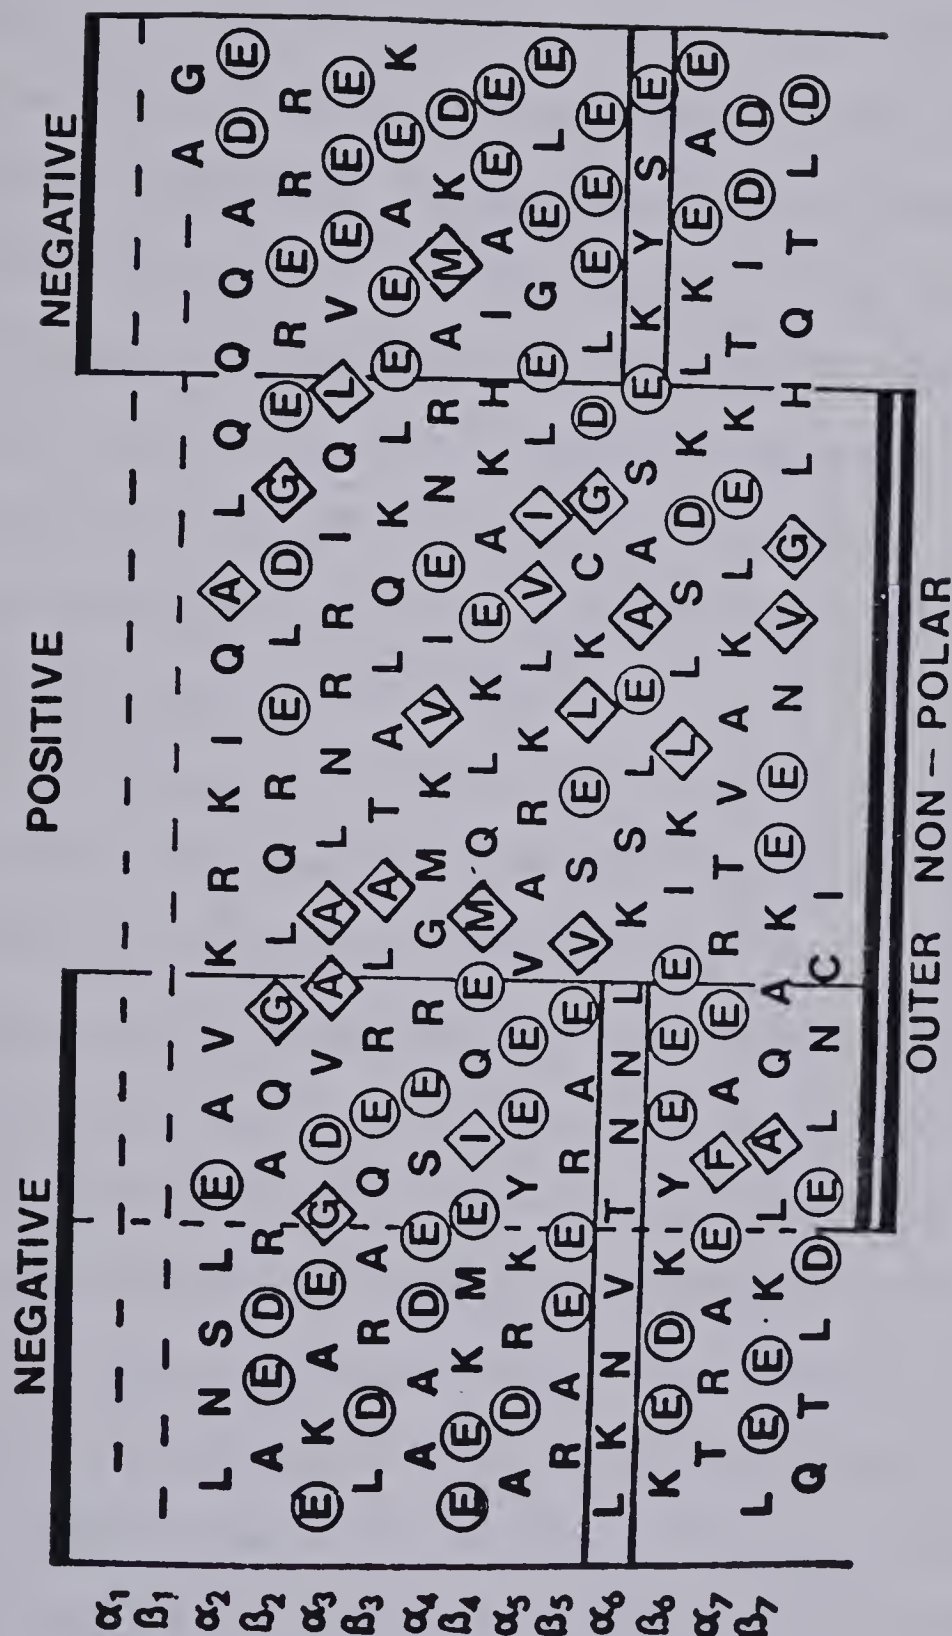 NEGATIVE POSITIVE NEGATIVE
α1
β1 A G
α2 L N S L E A V K R K I Q A L Q Q Q A D E
β2 A E D R A Q G L Q R E L D G E R E R R
α3 E K A E G D V A A L N R R I Q L V E E E
β3 L D R A Q E R L A T A L Q K L E E A E K
α4 A A D E S E R G M K V I E N R A M K D
β4 E E K M E I Q E M Q L K E A K H I A E E
α5 A D R K Y E E V A R K L V I L E G E L E
β5 R A E E R A E V S E L K C G D L E E E
α6 L K N V T N N L K S L E A A S E K Y S E
β6 K E D K Y E E E I K L L S D K L K E A E
α7 T R A E F A E R T V A K L E K T I D D
β7 L E E K L A Q A K E E N V G L H Q T L D
Q T L D E L N C I
OUTER NON-POLAR